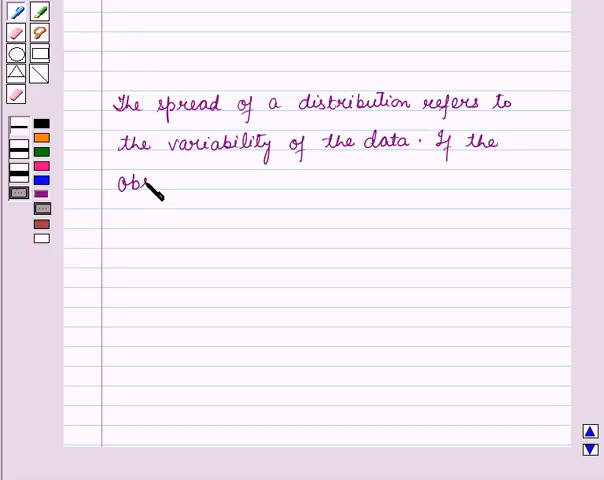 The spread of a distribution refers to
the variability of the data. If the
obs